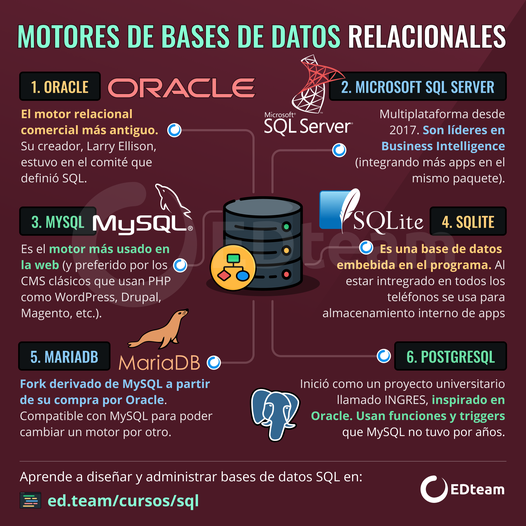 MOTORES DE BASES DE DATOS RELACIONALES
1. ORACLE
ORACLE
El motor relacional
comercial más antiguo.
Su creador, Larry Ellison,
estuvo en el comité que
definió SQL.
Microsoft®
SQL Server®
2. MICROSOFT SQL SERVER
Multiplataforma desde
2017. Son líderes en
Business Intelligence
(integrando más apps en el
mismo paquete).
3. MYSQL
MySQL®
Es el motor más usado en
la web (y preferido por los
CMS clásicos que usan PHP
como WordPress, Drupal,
Magento, etc.).
SQLite
4. SQLITE
Es una base de datos
embebida en el programa. Al
estar intregrado en todos los
teléfonos se usa para
almacenamiento interno de apps
EDteam
5. MARIADB
MariaDB
Fork derivado de MySQL a partir
de su compra por Oracle.
Compatible con MySQL para poder
cambiar un motor por otro.
6. POSTGRESQL
Inició como un proyecto universitario
llamado INGRES, inspirado en
Oracle. Usan funciones y triggers
que MySQL no tuvo por años.
Aprende a diseñar y administrar bases de datos SQL en:
ed.team/cursos/sql
EDteam